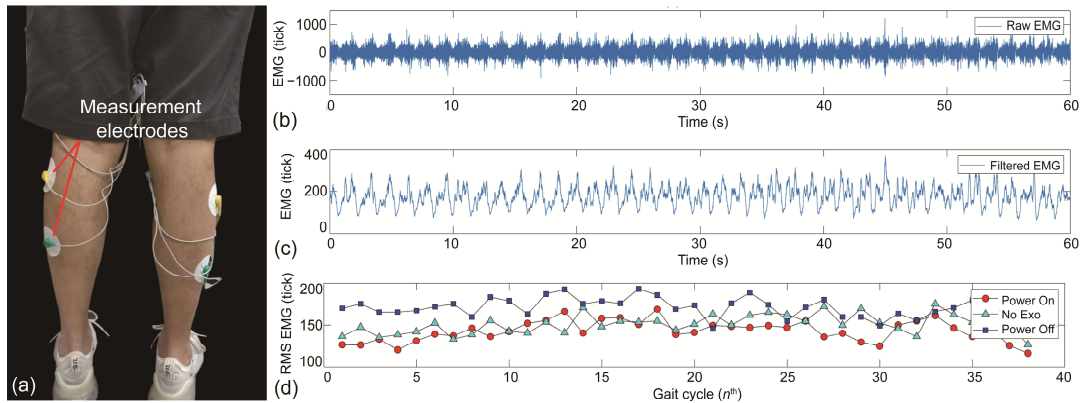 Measurement
electrodes
(a)
EMG (tick)
1000
0
−1000
Raw EMG
0 10 20 30 40 50 60
Time (s)
(b)
EMG (tick)
400
200
0
Filtered EMG
0 10 20 30 40 50 60
Time (s)
(c)
RMS EMG (tick)
200
150
100
Power On
No Exo
Power Off
0 5 10 15 20 25 30 35 40
Gait cycle (nth)
(d)